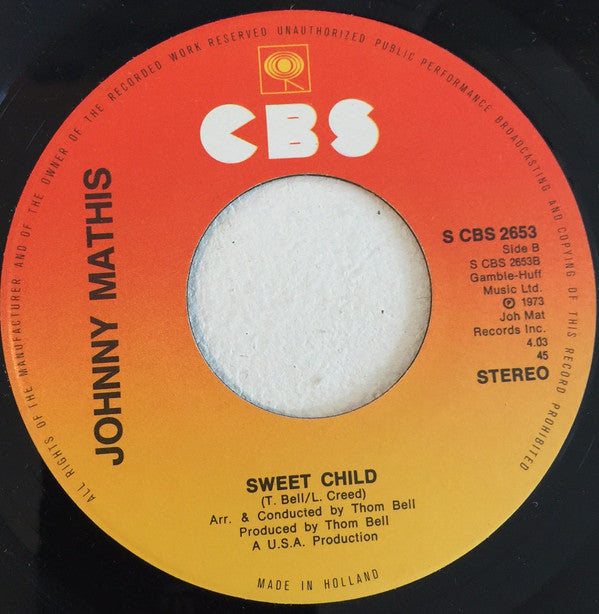 ALL RIGHTS OF THE MANUFACTURER AND OF THE OWNER OF THE RECORDED WORK RESERVED UNAUTHORIZED PUBLIC PERFORMANCE BROADCASTING AND COPYING OF THIS RECORD PROHIBITED
CBS
JOHNNY MATHIS
S CBS 2653
Side B
S CBS 2653B
Gamble-Huff
Music Ltd.
℗ 1973
Joh Mat
Records Inc.
4.03
45
STEREO
SWEET CHILD
(T. Bell/L. Creed)
Arr. & Conducted by Thom Bell
Produced by Thom Bell
A U.S.A. Production
MADE IN HOLLAND